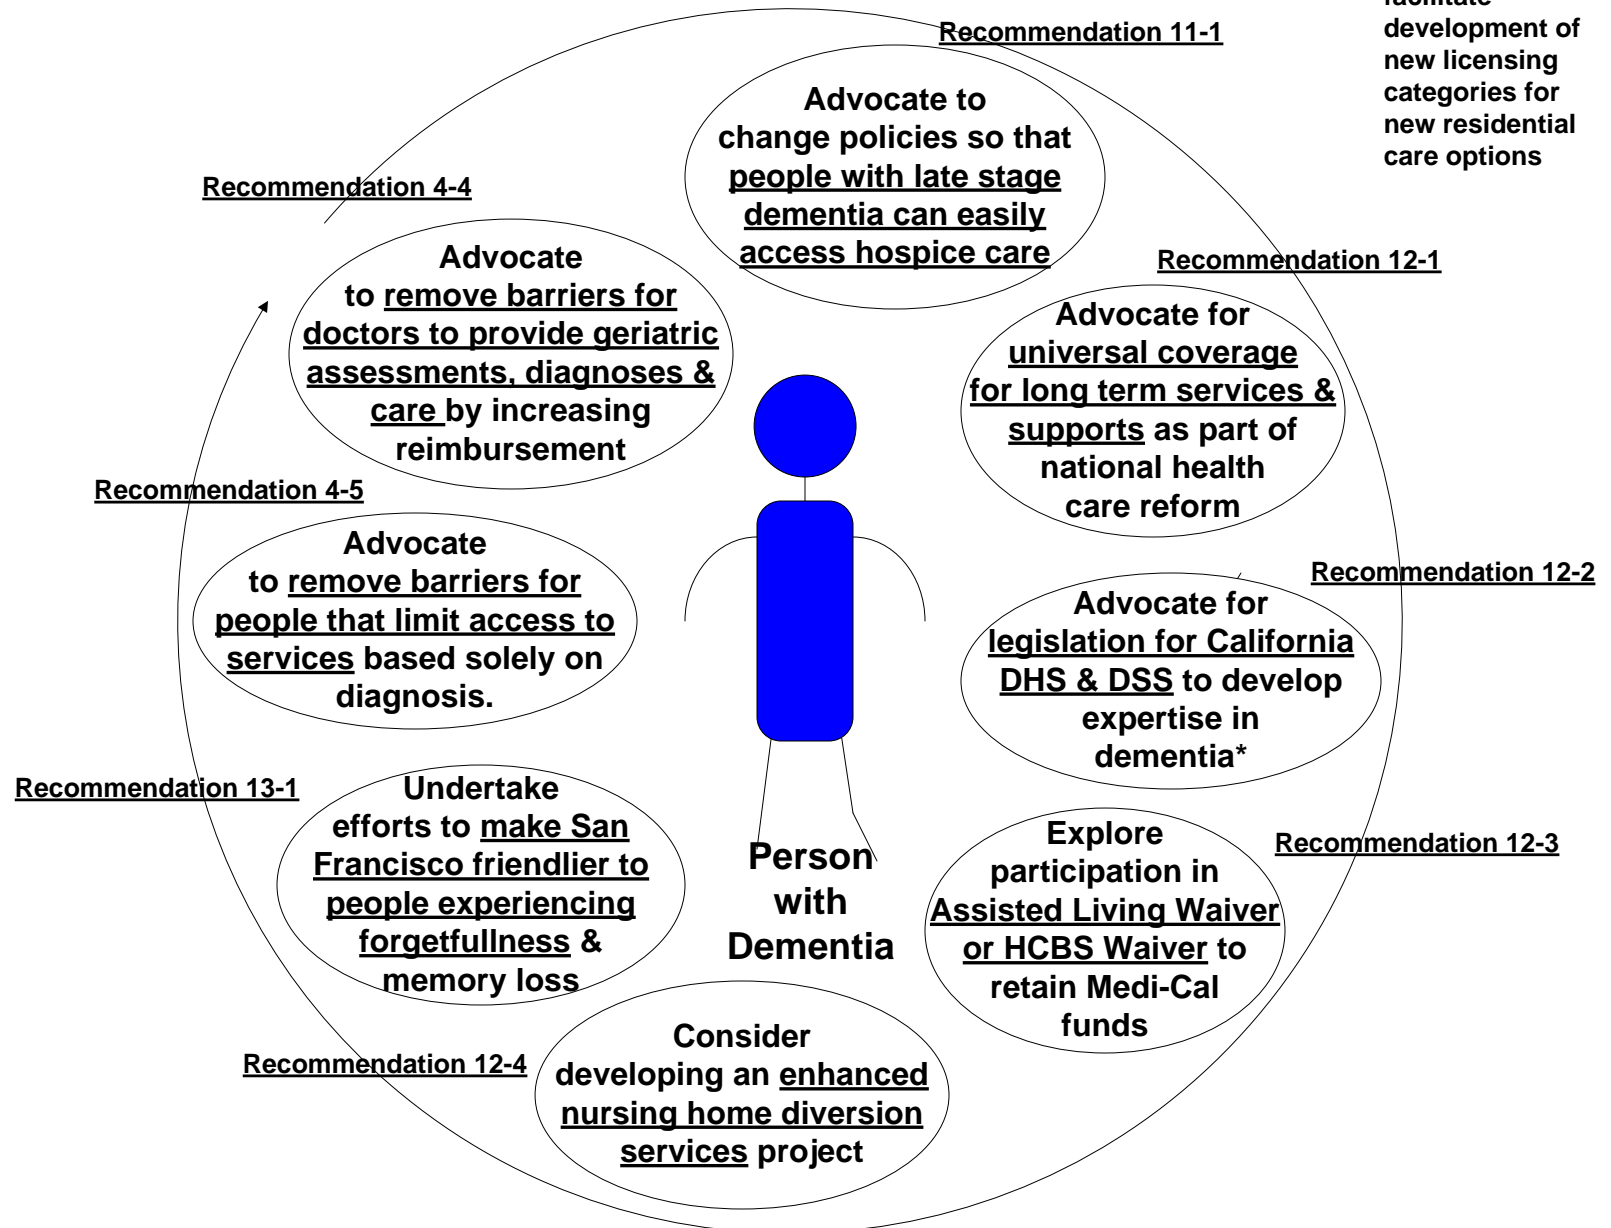 facilitate
development of
new licensing
categories for
new residential
care options
Recommendation 11-1
Advocate to
change policies so that
people with late stage
dementia can easily
access hospice care
Recommendation 4-4
Advocate
to remove barriers for
doctors to provide geriatric
assessments, diagnoses &
care by increasing
reimbursement
Recommendation 12-1
Advocate for
universal coverage
for long term services &
supports as part of
national health
care reform
Recommendation 4-5
Advocate
to remove barriers for
people that limit access to
services based solely on
diagnosis.
Recommendation 12-2
Advocate for
legislation for California
DHS & DSS to develop
expertise in
dementia*
Recommendation 13-1
Undertake
efforts to make San
Francisco friendlier to
people experiencing
forgetfullness &
memory loss
Person
with
Dementia
Recommendation 12-3
Explore
participation in
Assisted Living Waiver
or HCBS Waiver to
retain Medi-Cal
funds
Recommendation 12-4
Consider
developing an enhanced
nursing home diversion
services project